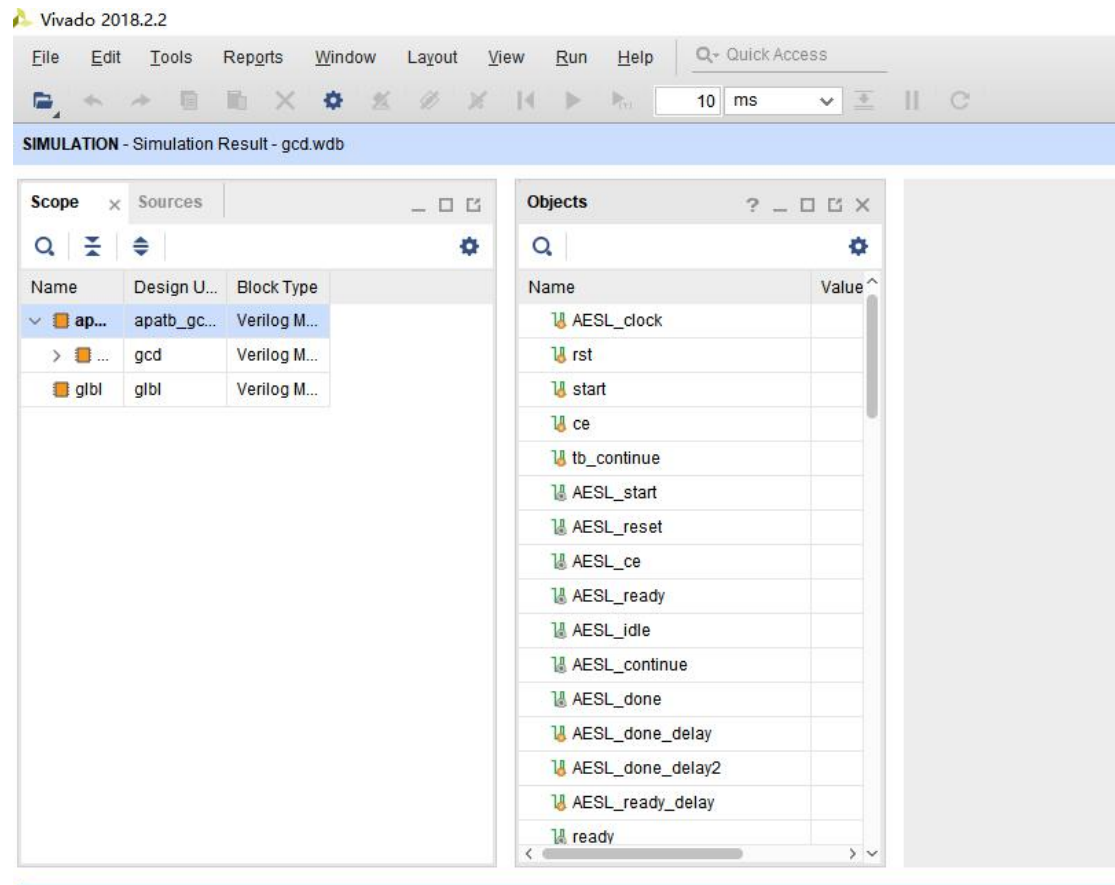 Vivado 2018.2.2
File Edit Tools Reports Window Layout View Run Help Quick Access
10 ms
SIMULATION - Simulation Result - gcd.wdb
Scope Sources
Name Design U... Block Type
ap... apatb_gc... Verilog M...
... gcd Verilog M...
glbl glbl Verilog M...
Objects
Name Value
AESL_clock
rst
start
ce
tb_continue
AESL_start
AESL_reset
AESL_ce
AESL_ready
AESL_idle
AESL_continue
AESL_done
AESL_done_delay
AESL_done_delay2
AESL_ready_delay
ready